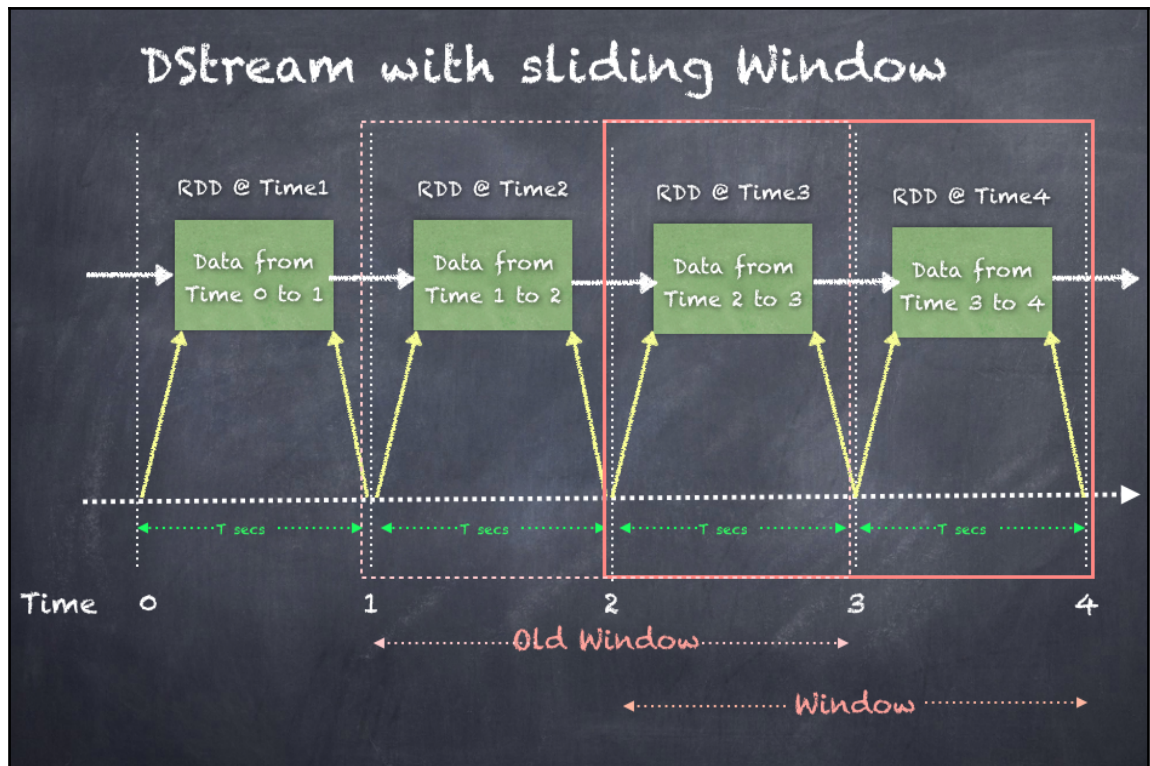 DStream with sliding Window
RDD @ Time1
RDD @ Time2
RDD @ Time3
RDD @ Time4
Data from
Time 0 to 1
Data from
Time 1 to 2
Data from
Time 2 to 3
Data from
Time 3 to 4
T secs
T secs
T secs
T secs
Time 0 1 2 3 4
Old Window
Window